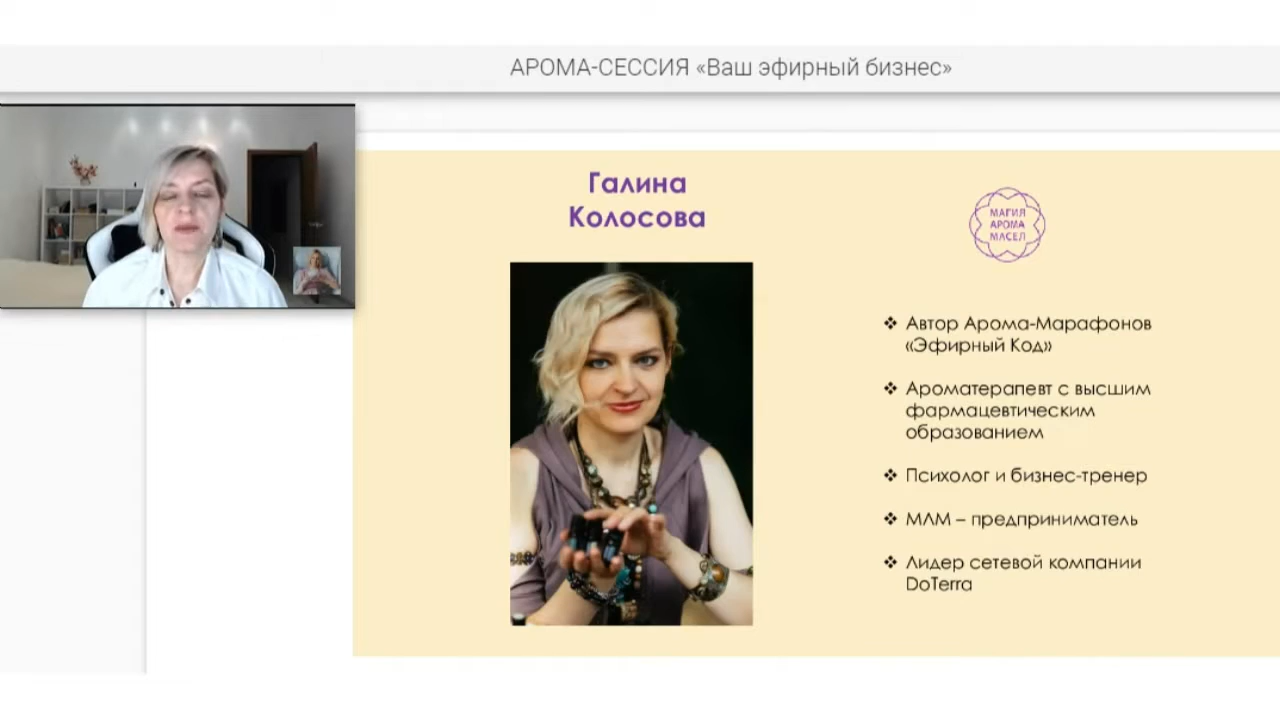 АРОМА-СЕССИЯ «Ваш эфирный бизнес»
Галина
Колосова
МАГИЯ
АРОМА
МАСЕЛ
❖ Автор Арома-Марафонов
«Эфирный Код»
❖ Ароматерапевт с высшим
фармацевтическим
образованием
❖ Психолог и бизнес-тренер
❖ МЛМ – предприниматель
❖ Лидер сетевой компании
DoTerra